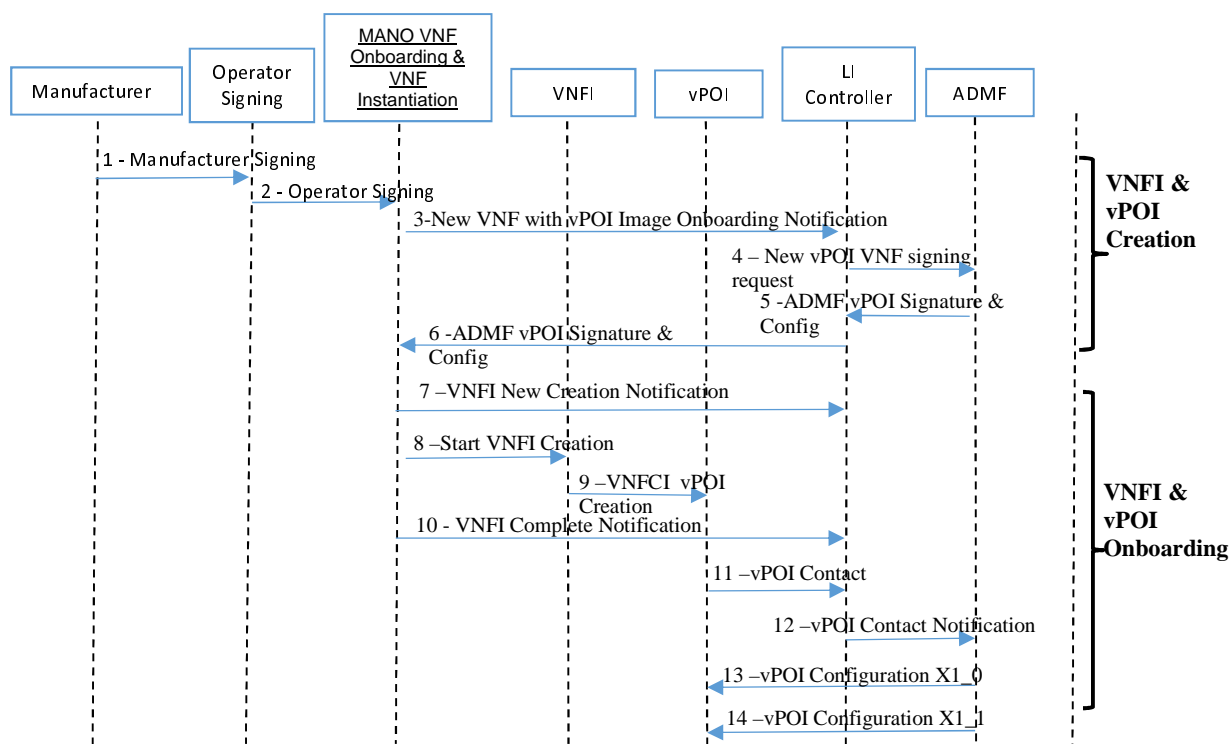 Manufacturer
Operator
Signing
MANO VNF
Onboarding &
VNF
Instantiation
VNFI
vPOI
LI
Controller
ADMF
1 - Manufacturer Signing
2 - Operator Signing
3-New VNF with vPOI Image Onboarding Notification
4 – New vPOI VNF signing
request
5 -ADMF vPOI Signature &
Config
6 -ADMF vPOI Signature &
Config
VNFI &
vPOI
Creation
7 –VNFI New Creation Notification
8 –Start VNFI Creation
9 –VNFCI vPOI
Creation
10 - VNFI Complete Notification
11 –vPOI Contact
12 –vPOI Contact Notification
13 –vPOI Configuration X1_0
14 –vPOI Configuration X1_1
VNFI &
vPOI
Onboarding